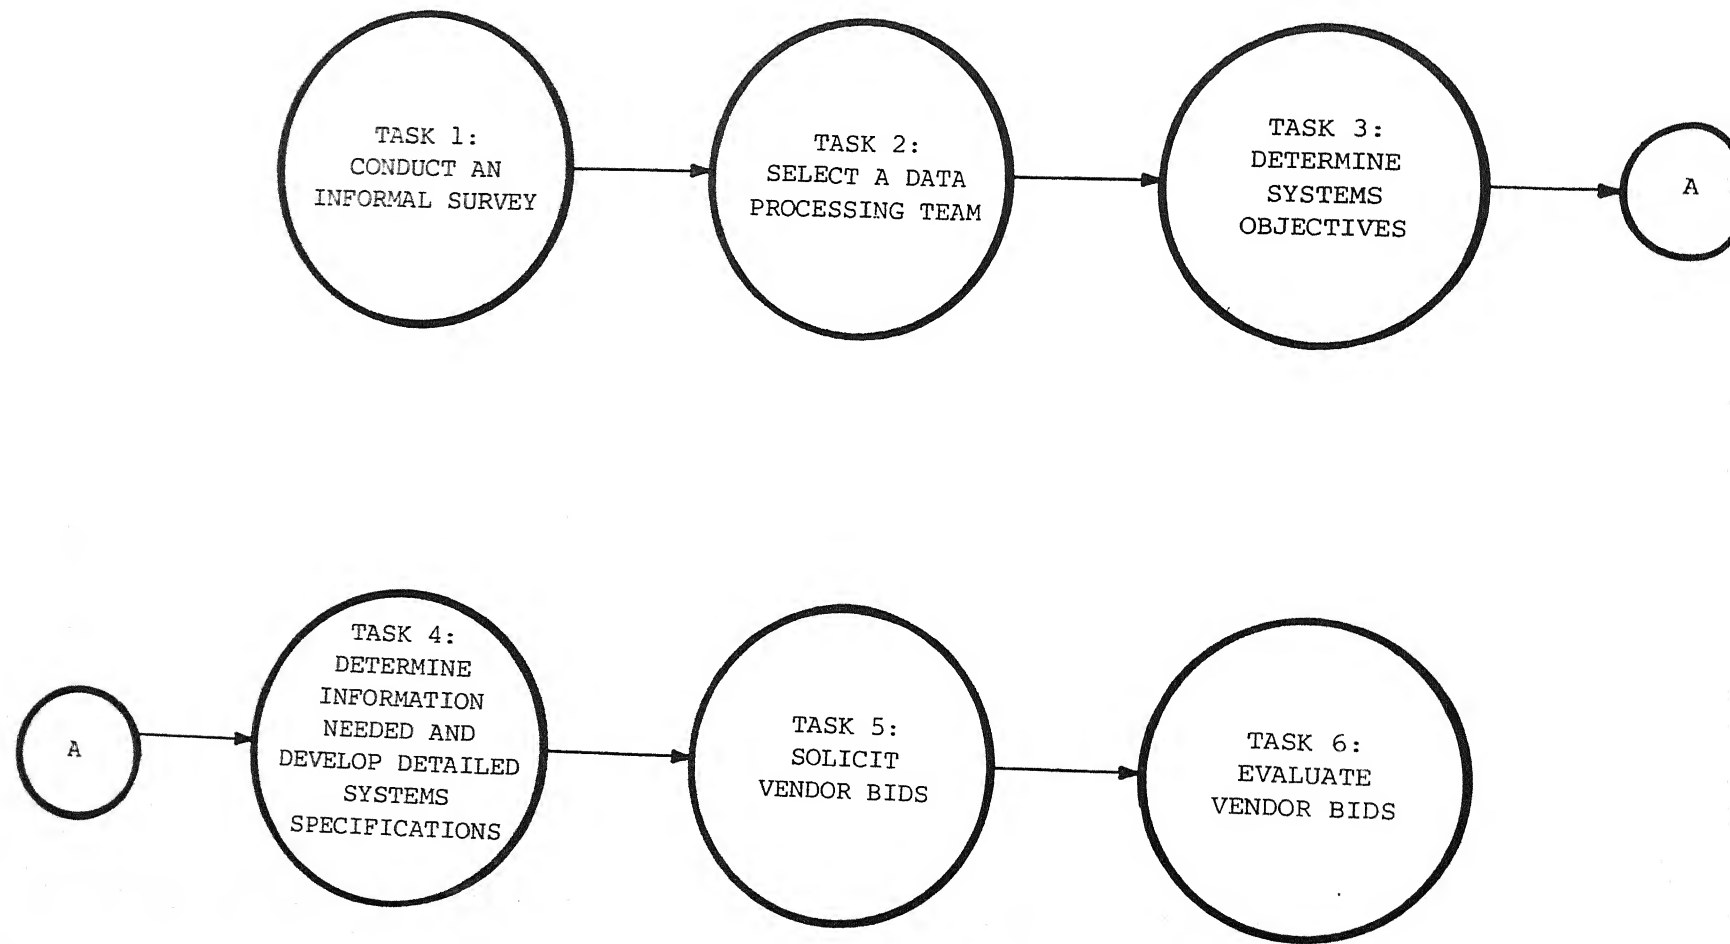 TASK 1:
CONDUCT AN
INFORMAL SURVEY
TASK 2:
SELECT A DATA
PROCESSING TEAM
TASK 3:
DETERMINE
SYSTEMS
OBJECTIVES
A
A
TASK 4:
DETERMINE
INFORMATION
NEEDED AND
DEVELOP DETAILED
SYSTEMS
SPECIFICATIONS
TASK 5:
SOLICIT
VENDOR BIDS
TASK 6:
EVALUATE
VENDOR BIDS